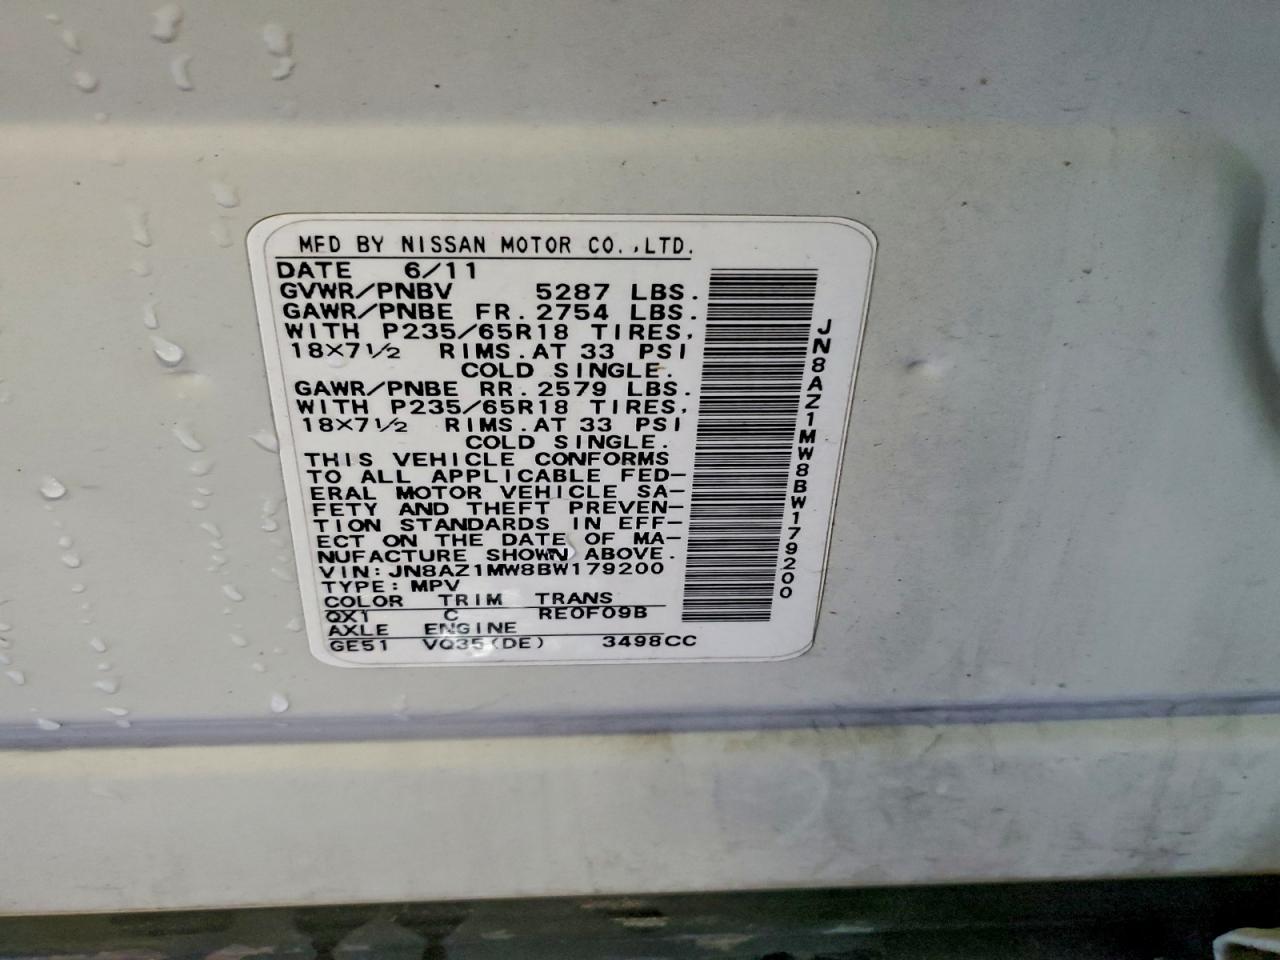 MFD BY NISSAN MOTOR CO.,LTD.
DATE 6/11
GVWR/PNBV 5287 LBS.
GAWR/PNBE FR. 2754 LBS.
WITH P235/65R18 TIRES,
18×7½ RIMS. AT 33 PSI
COLD SINGLE.
GAWR/PNBE RR. 2579 LBS.
WITH P235/65R18 TIRES,
18×7½ RIMS. AT 33 PSI
COLD SINGLE.
THIS VEHICLE CONFORMS
TO ALL APPLICABLE FED-
ERAL MOTOR VEHICLE SA-
FETY AND THEFT PREVEN-
TION STANDARDS IN EFF-
ECT ON THE DATE OF MA-
NUFACTURE SHOWN ABOVE.
VIN: JN8AZ1MW8BW179200
TYPE: MPV
COLOR TRIM TRANS
QX1 C RE0F09B
AXLE ENGINE
GE51 VQ35(DE) 3498CC
JN8AZ1MW8BW179200